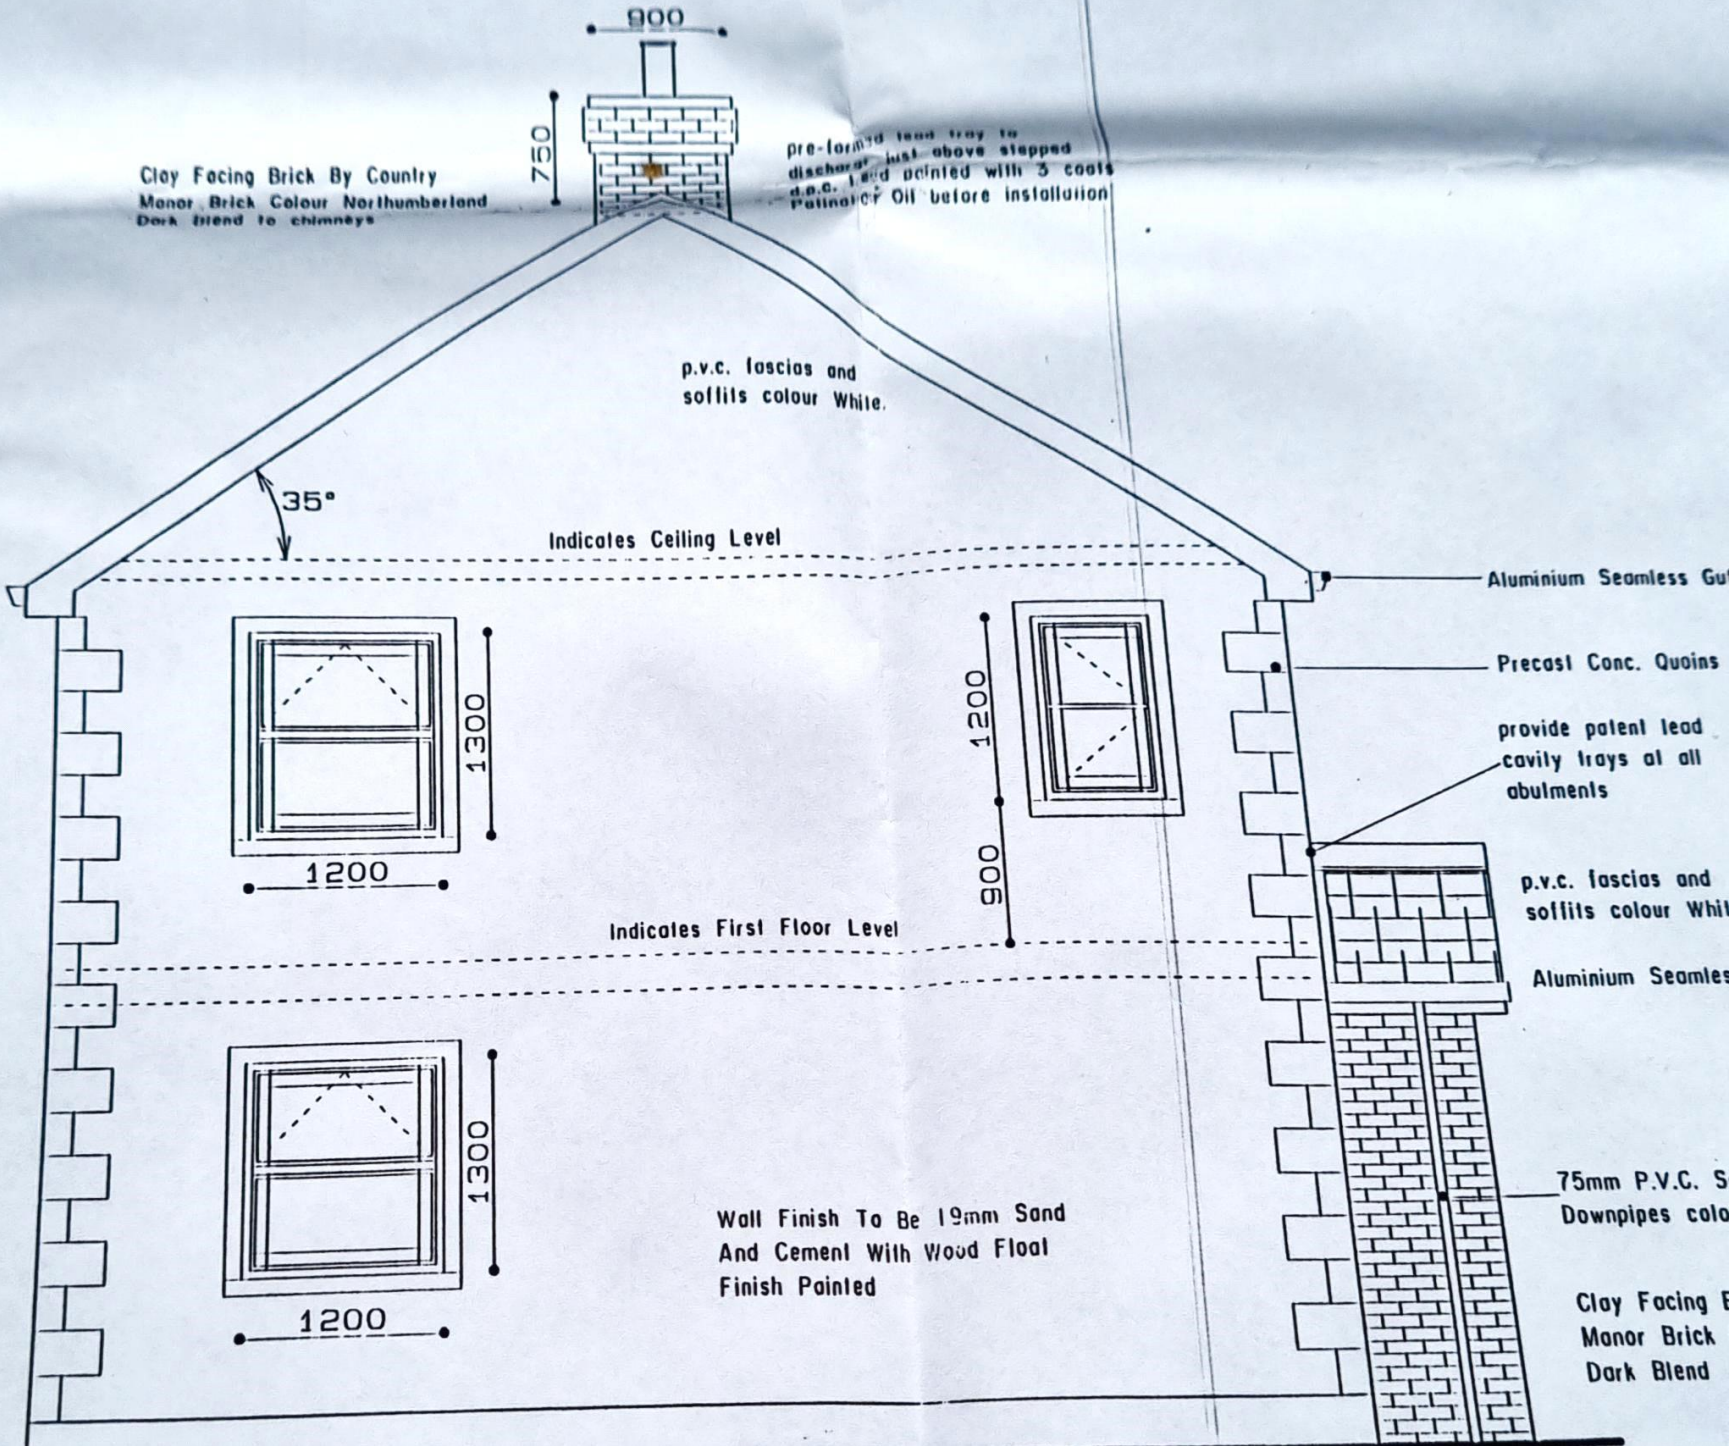 900
750
Clay Facing Brick By Country
Manor Brick Colour Northumberland
Dark blend to chimneys
pre-formed lead tray to
discharge just above stepped
d.p.c. Lead painted with 3 coats
Patination Oil before installation
p.v.c. fascias and
soffits colour White.
35°
Indicates Ceiling Level
Aluminium Seamless Gut
Precast Conc. Quoins
provide patent lead
cavity trays at all
abutments
1300
1200
1200
900
p.v.c. fascias and
soffits colour Whit
Indicates First Floor Level
Aluminium Seamles
1300
1200
Wall Finish To Be 19mm Sand
And Cement With Wood Float
Finish Painted
75mm P.V.C. S
Downpipes colo
Clay Facing B
Manor Brick
Dark Blend